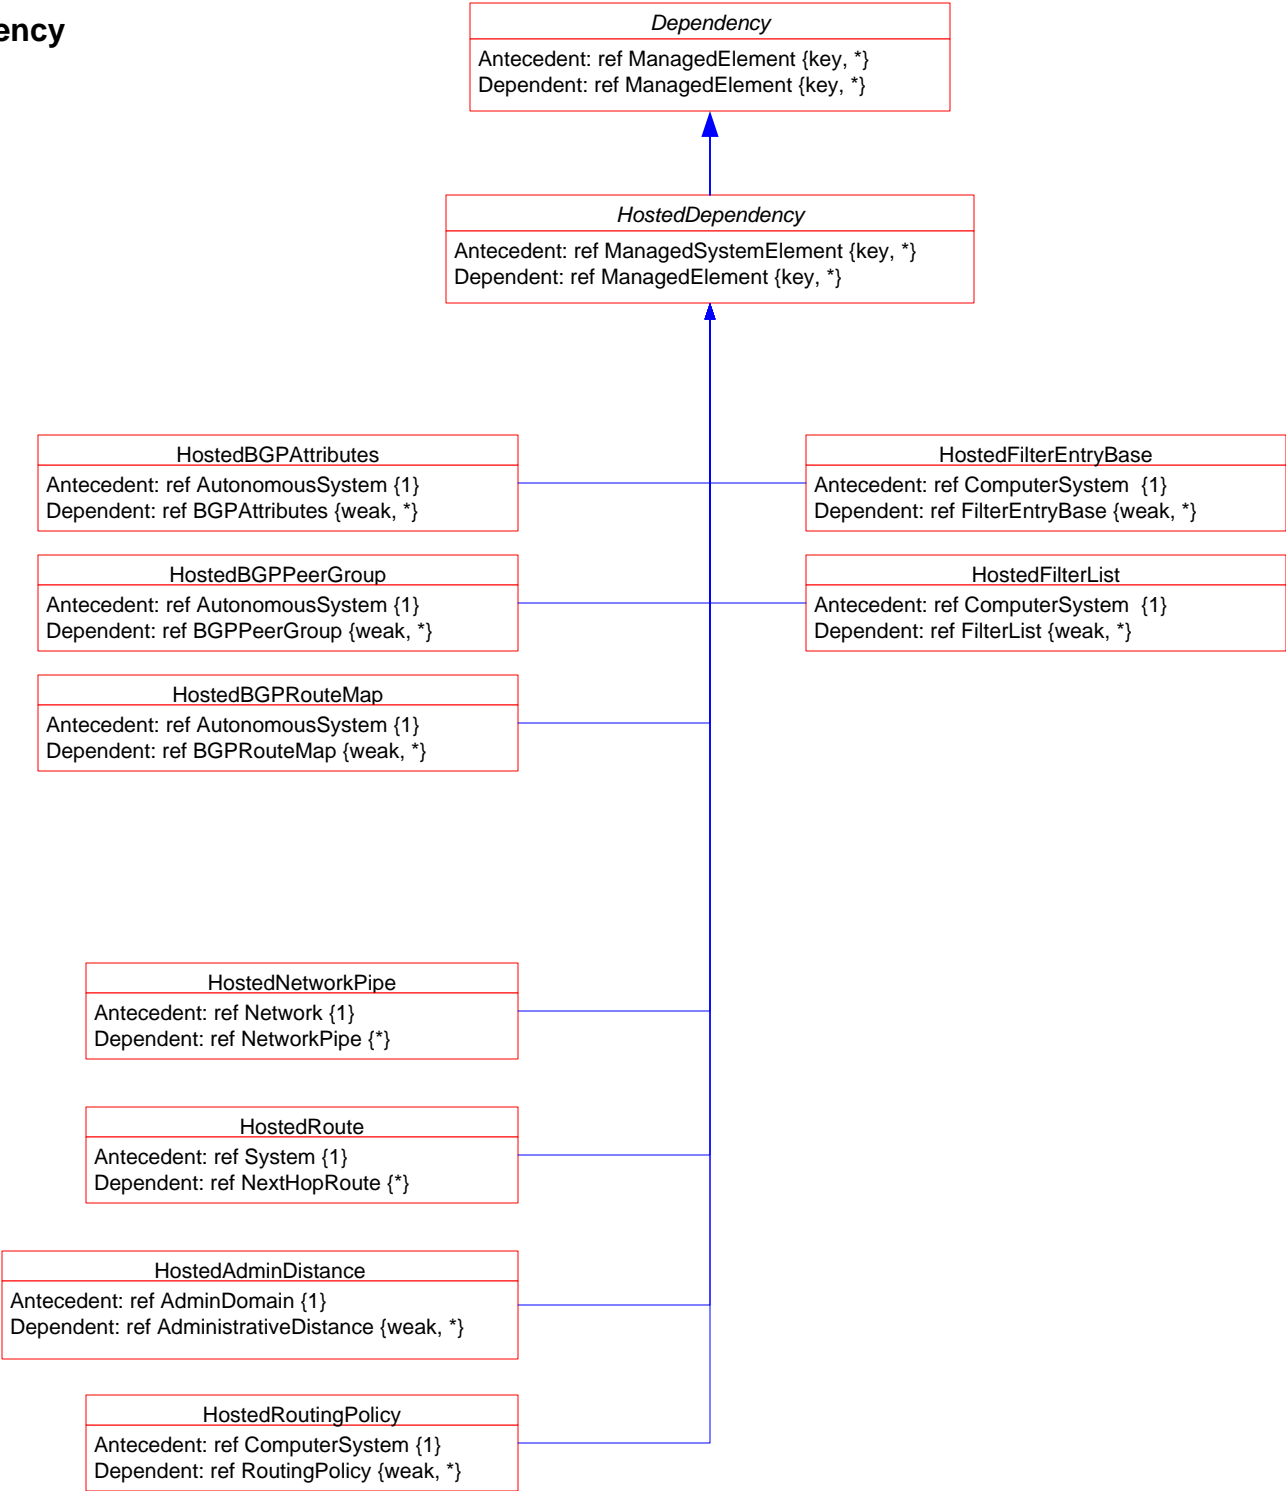 ency
Dependency
Antecedent: ref ManagedElement {key, *}
Dependent: ref ManagedElement {key, *}
HostedDependency
Antecedent: ref ManagedSystemElement {key, *}
Dependent: ref ManagedElement {key, *}
HostedBGPAttributes
Antecedent: ref AutonomousSystem {1}
Dependent: ref BGPAttributes {weak, *}
HostedFilterEntryBase
Antecedent: ref ComputerSystem  {1}
Dependent: ref FilterEntryBase {weak, *}
HostedBGPPeerGroup
Antecedent: ref AutonomousSystem {1}
Dependent: ref BGPPeerGroup {weak, *}
HostedFilterList
Antecedent: ref ComputerSystem  {1}
Dependent: ref FilterList {weak, *}
HostedBGPRouteMap
Antecedent: ref AutonomousSystem {1}
Dependent: ref BGPRouteMap {weak, *}
HostedNetworkPipe
Antecedent: ref Network {1}
Dependent: ref NetworkPipe {*}
HostedRoute
Antecedent: ref System {1}
Dependent: ref NextHopRoute {*}
HostedAdminDistance
Antecedent: ref AdminDomain {1}
Dependent: ref AdministrativeDistance {weak, *}
HostedRoutingPolicy
Antecedent: ref ComputerSystem {1}
Dependent: ref RoutingPolicy {weak, *}